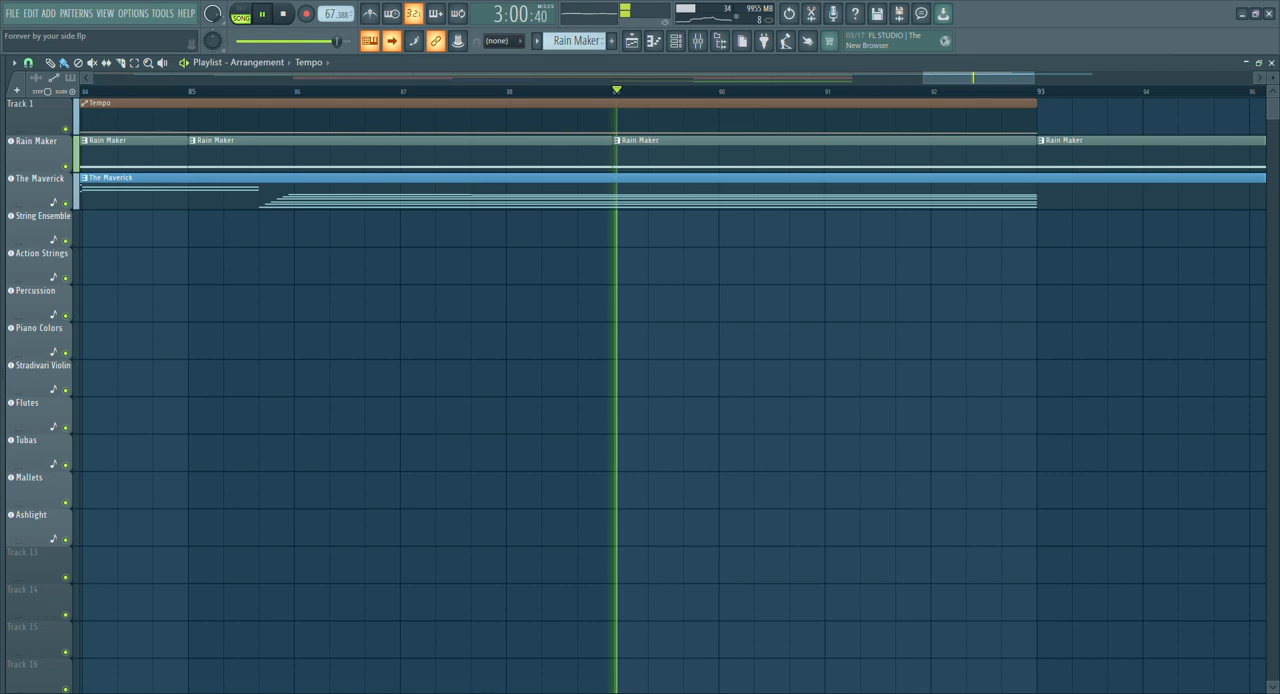 FILE EDIT ADD PATTERNS VIEW OPTIONS TOOLS HELP
SONG
67.388
3:00:40
M:S:CS
34
9955 MB
8
Forever by your side.flp
(none)
Rain Maker
03/17 FL STUDIO | The
New Browser
Playlist - Arrangement › Tempo ›
STEP SLIDE
84 85 86 87 88 90 91 92 93 94 95
Track 1
Tempo
Rain Maker
Rain Maker
Rain Maker
Rain Maker
Rain Maker
The Maverick
The Maverick
String Ensemble
Action Strings
Percussion
Piano Colors
Stradivari Violin
Flutes
Tubas
Mallets
Ashlight
Track 13
Track 14
Track 15
Track 16